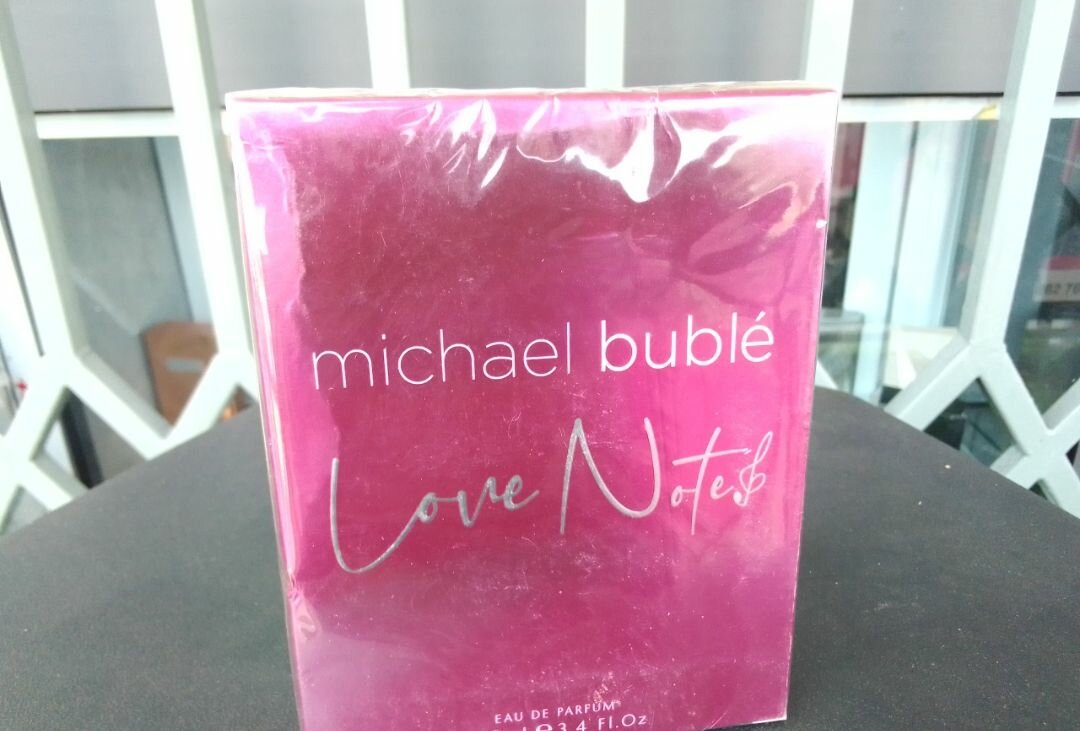 michael bublé
Love Notes
EAU DE PARFUM
℮3.4 Fl.Oz